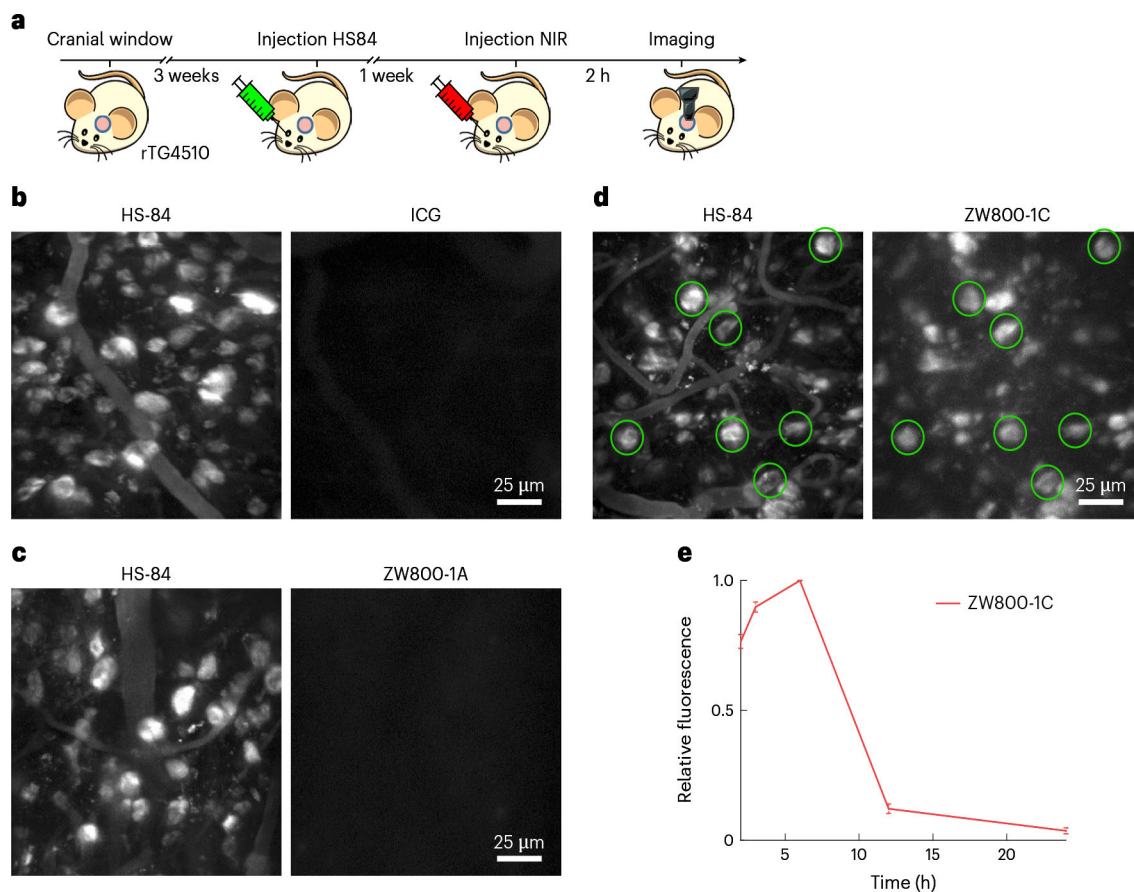 a
Cranial window
Injection HS84
Injection NIR
Imaging
3 weeks
1 week
2 h
rTG4510
b
HS-84
ICG
25 μm
d
HS-84
ZW800-1C
25 μm
c
HS-84
ZW800-1A
25 μm
e
1.0
0.5
0
Relative fluorescence
ZW800-1C
5
10
15
20
Time (h)